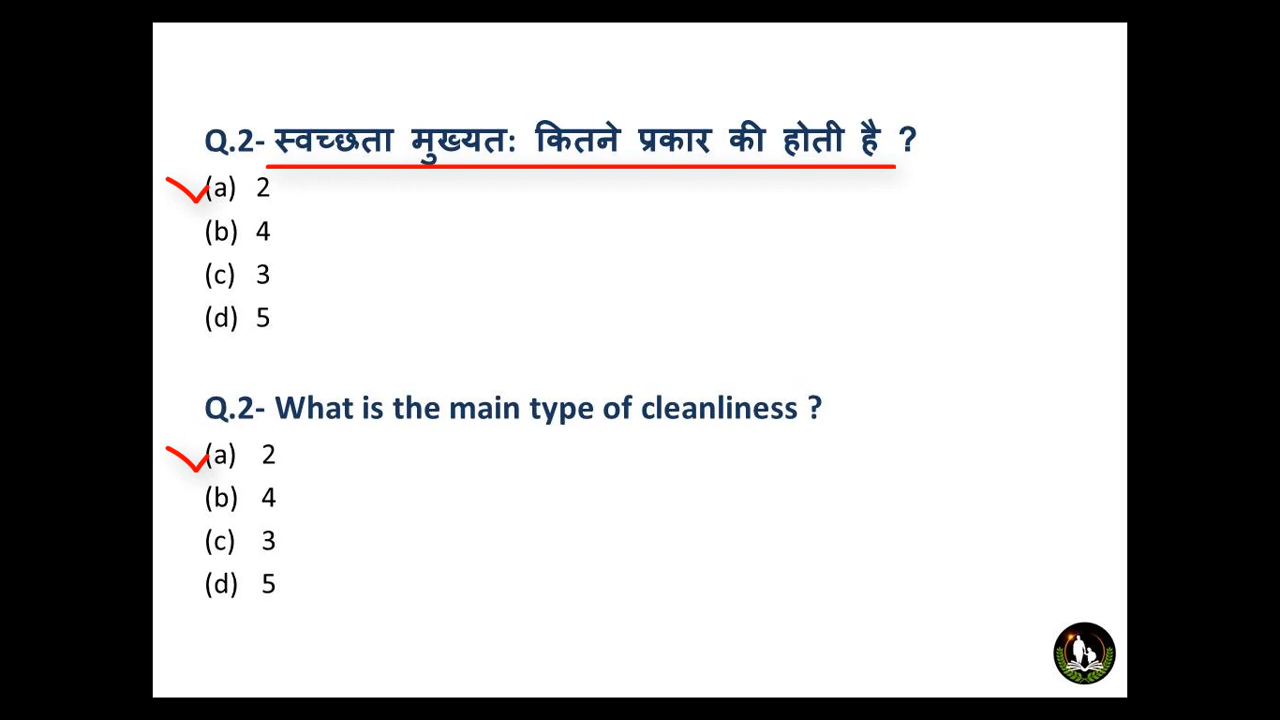 Q.2- स्वच्छता मुख्यत: कितने प्रकार की होती है ?
(a) 2
(b) 4
(c) 3
(d) 5
Q.2- What is the main type of cleanliness ?
(a) 2
(b) 4
(c) 3
(d) 5